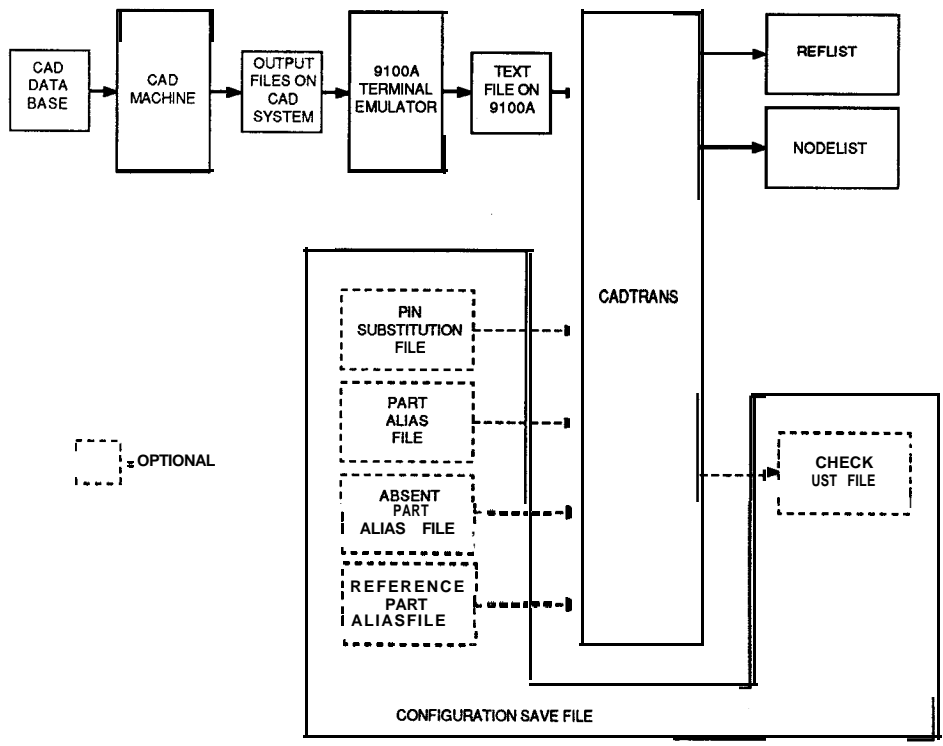 CAD
DATA
BASE
CAD
MACHINE
OUTPUT
FILES ON
CAD
SYSTEM
9100A
TERMINAL
EMULATOR
TEXT
FILE ON
9100A
REFLIST
NODELIST
CADTRANS
PIN
SUBSTITUTION
FILE
PART
ALIAS
FILE
ABSENT
PART
ALIAS FILE
REFERENCE
PART
ALIASFILE
= OPTIONAL
CHECK
UST FILE
CONFIGURATION SAVE FILE